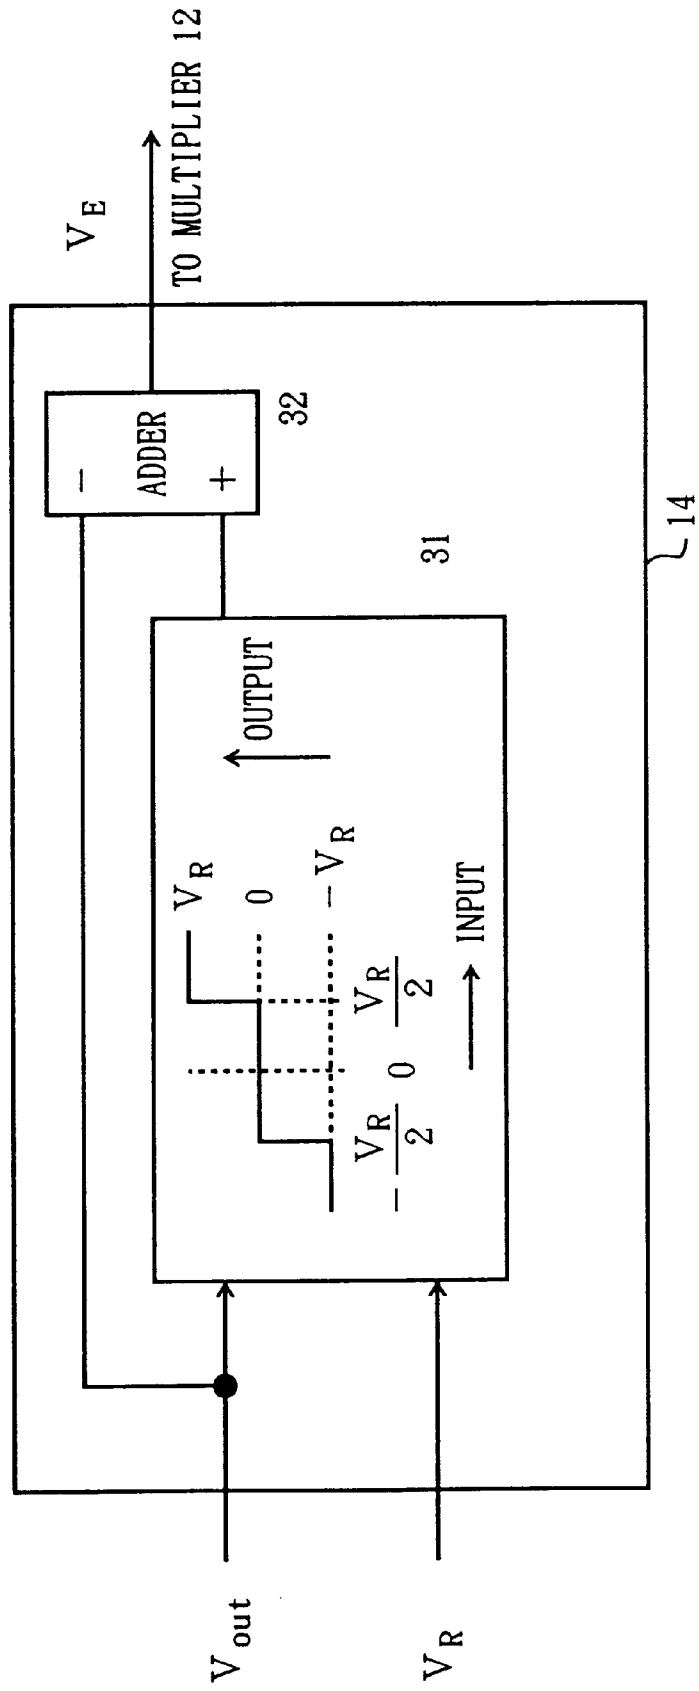 V_E
TO MULTIPLIER 12
−
ADDER
+
32
31
OUTPUT
V_R
0
− V_R
− V_R/2
0
V_R/2
INPUT
V_out
V_R
14